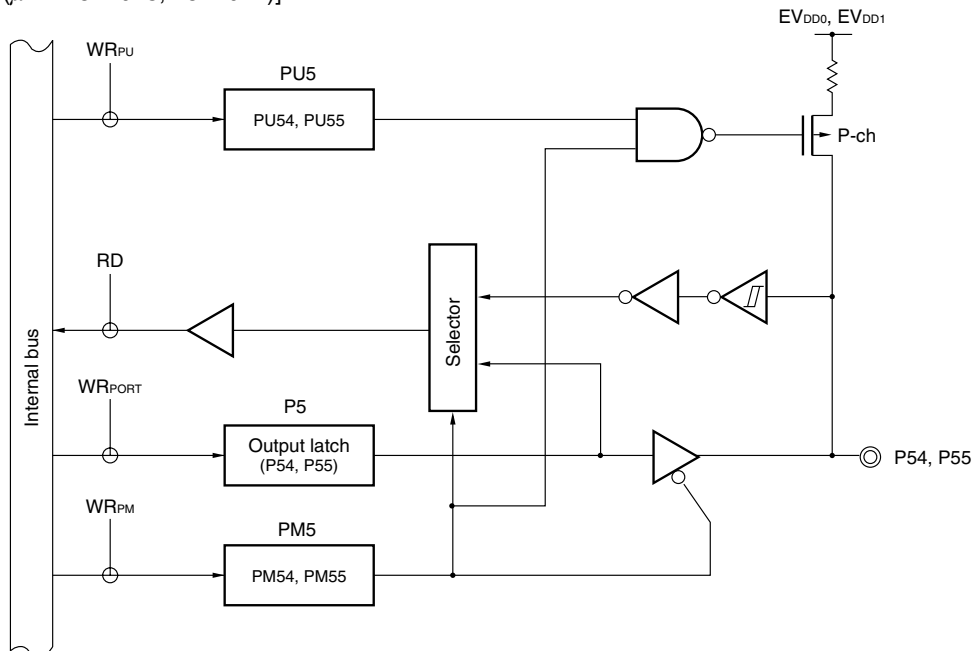 EVDD0, EVDD1
WRPU
PU5
PU54, PU55
P-ch
RD
Selector
Internal bus
WRPORT
P5
Output latch
(P54, P55)
P54, P55
WRPM
PM5
PM54, PM55